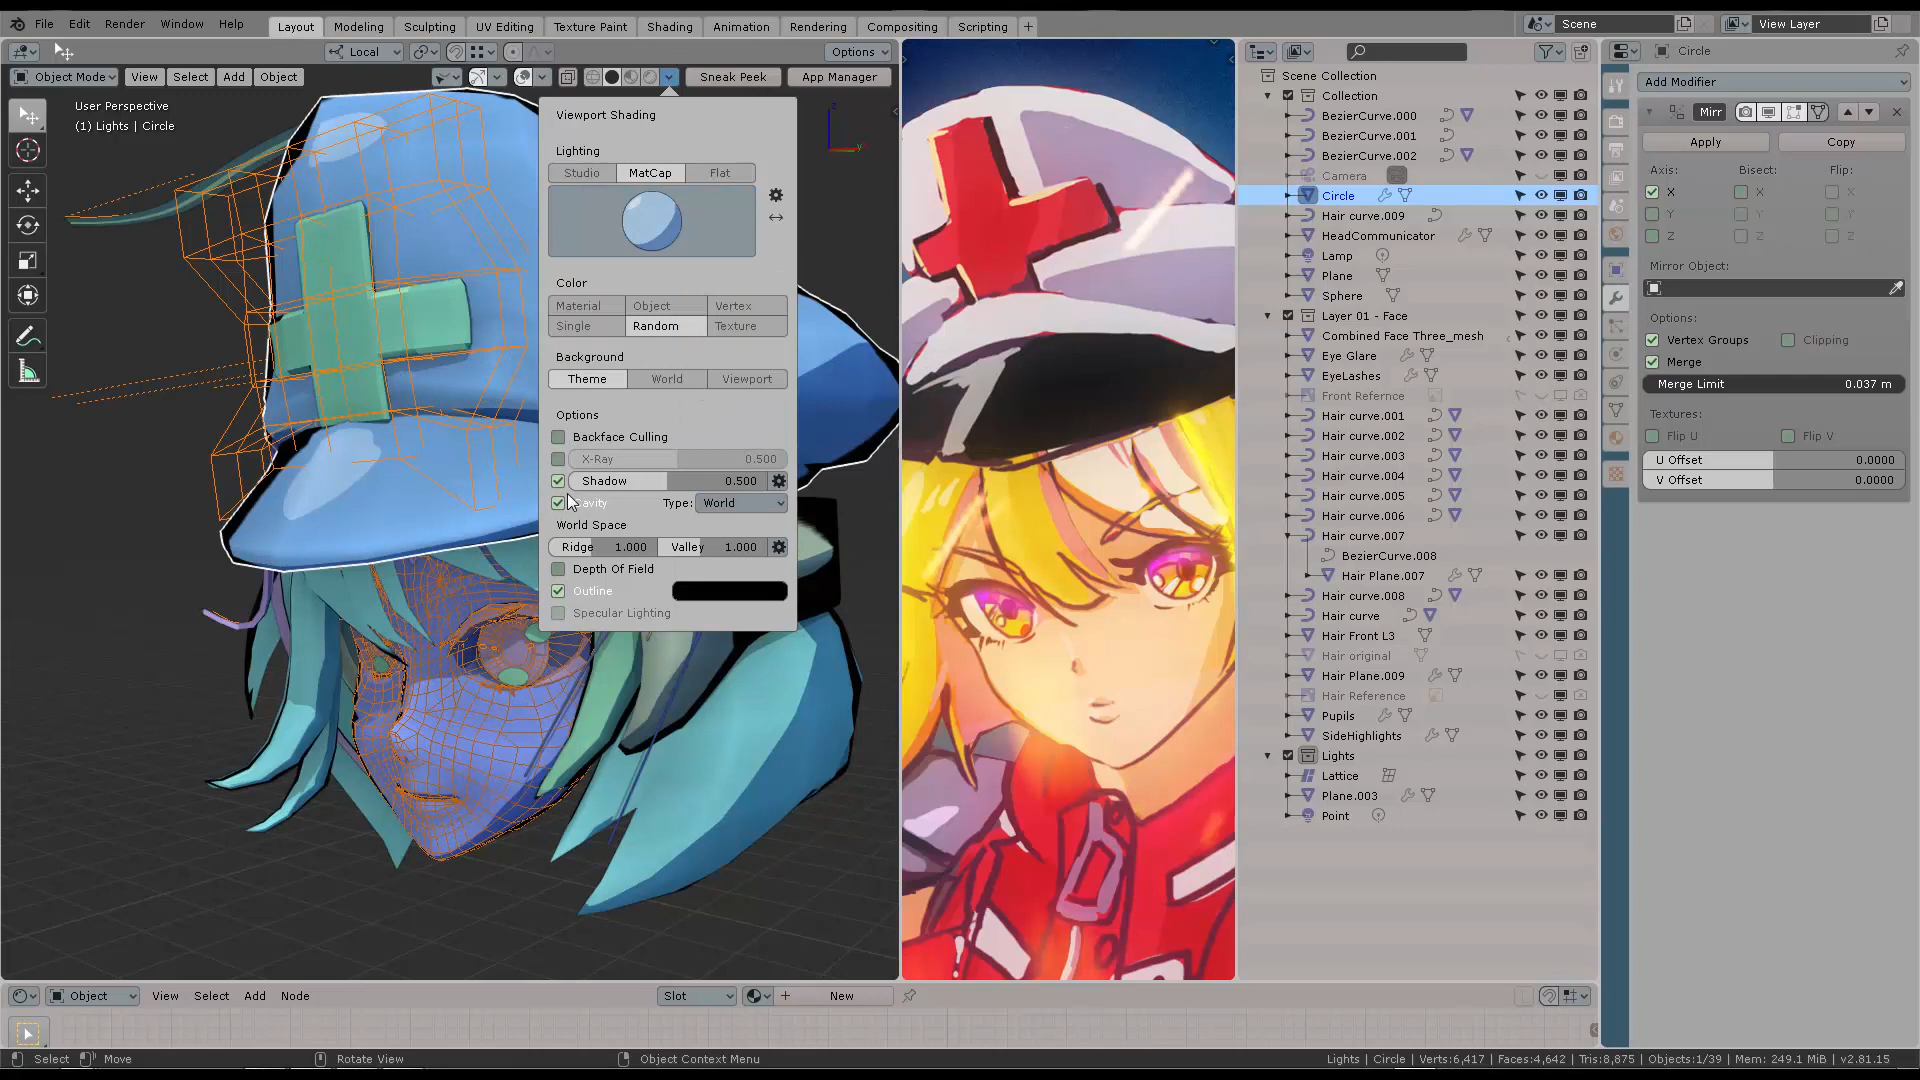 File Edit Render Window Help
Layout Modeling Sculpting UV Editing Texture Paint Shading Animation Rendering Compositing Scripting +
Scene
View Layer
Local
Options
Circle
Object Mode View Select Add Object
Sneak Peek App Manager
Add Modifier
User Perspective
(1) Lights | Circle
Viewport Shading
Lighting
Studio MatCap Flat
Color
Material Object Vertex
Single Random Texture
Background
Theme World Viewport
Options
Backface Culling
X-Ray 0.500
Shadow 0.500
Cavity Type: World
World Space
Ridge 1.000 Valley 1.000
Depth Of Field
Outline
Specular Lighting
Scene Collection
Collection
BezierCurve.000
BezierCurve.001
BezierCurve.002
Camera
Circle
Hair curve.009
HeadCommunicator
Lamp
Plane
Sphere
Layer 01 - Face
Combined Face Three_mesh
Eye Glare
EyeLashes
Front Refernce
Hair curve.001
Hair curve.002
Hair curve.003
Hair curve.004
Hair curve.005
Hair curve.006
Hair curve.007
BezierCurve.008
Hair Plane.007
Hair curve.008
Hair curve
Hair Front L3
Hair original
Hair Plane.009
Hair Reference
Pupils
SideHighlights
Lights
Lattice
Plane.003
Point
Mirr
Apply Copy
Axis: Bisect: Flip:
X X X
Y Y Y
Z Z Z
Mirror Object:
Options:
Vertex Groups Clipping
Merge
Merge Limit 0.037 m
Textures:
Flip U Flip V
U Offset 0.0000
V Offset 0.0000
Object View Select Add Node
Slot
New
Select Move Rotate View Object Context Menu
Lights | Circle | Verts:6,417 | Faces:4,642 | Tris:8,875 | Objects:1/39 | Mem: 249.1 MiB | v2.81.15